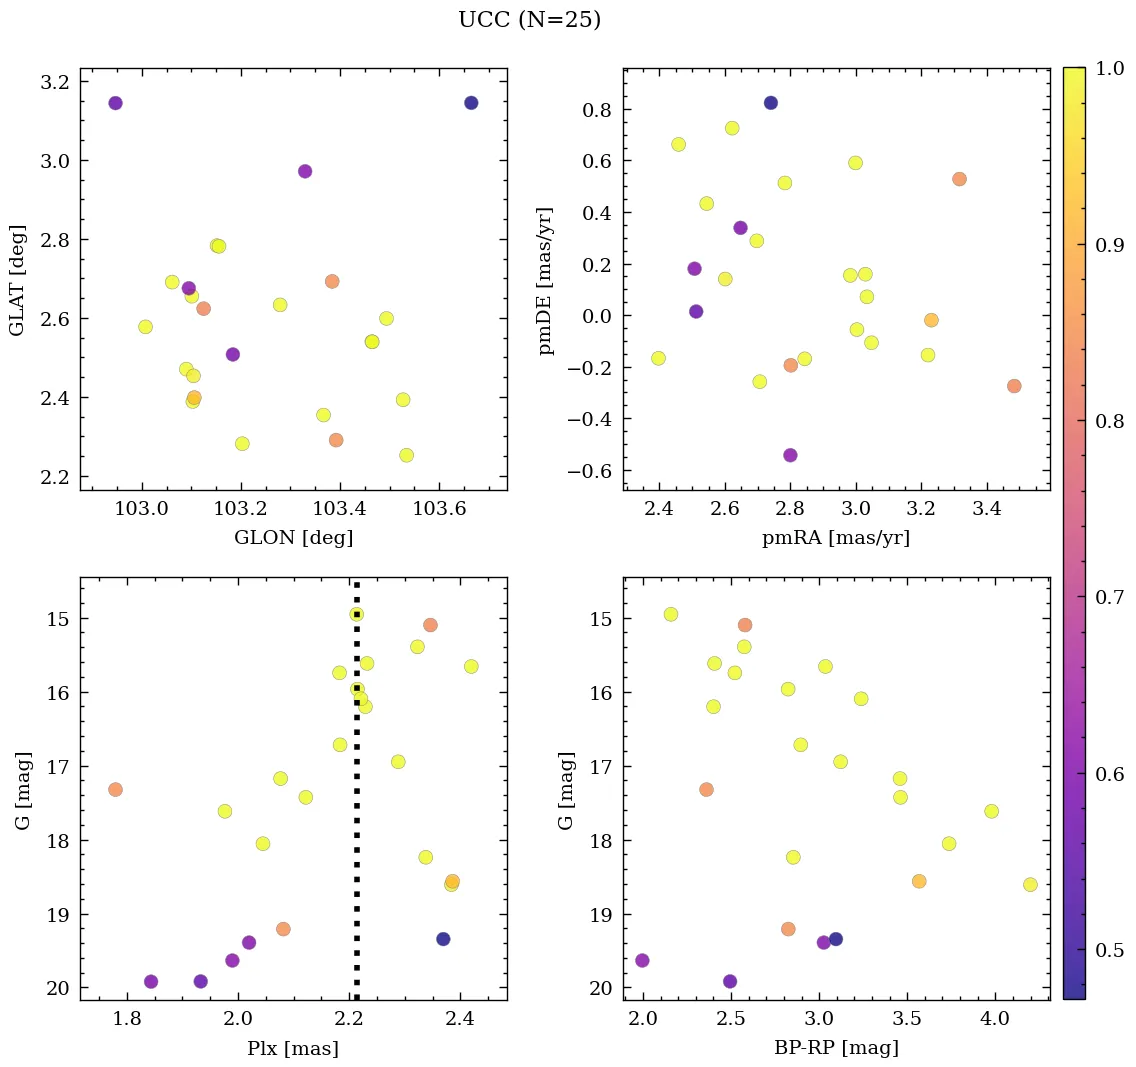 UCC (N=25)
3.2
3.0
2.8
2.6
2.4
2.2
GLAT [deg]
103.0 103.2 103.4 103.6
GLON [deg]
0.8
0.6
0.4
0.2
0.0
−0.2
−0.4
−0.6
pmDE [mas/yr]
2.4 2.6 2.8 3.0 3.2 3.4
pmRA [mas/yr]
1.0
0.9
0.8
0.7
0.6
0.5
15
16
17
18
19
20
G [mag]
1.8 2.0 2.2 2.4
Plx [mas]
15
16
17
18
19
20
G [mag]
2.0 2.5 3.0 3.5 4.0
BP-RP [mag]